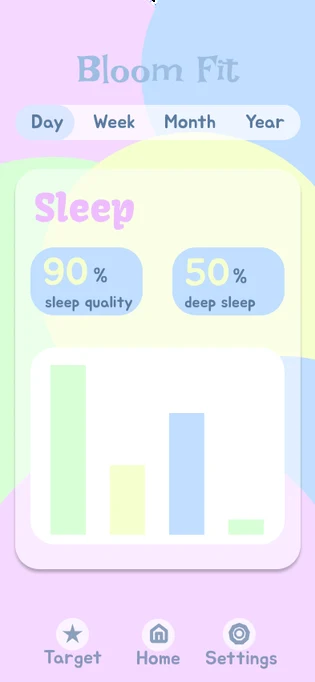 Bloom Fit
Day Week Month Year
Sleep
90 % 50 %
sleep quality deep sleep
Target Home Settings